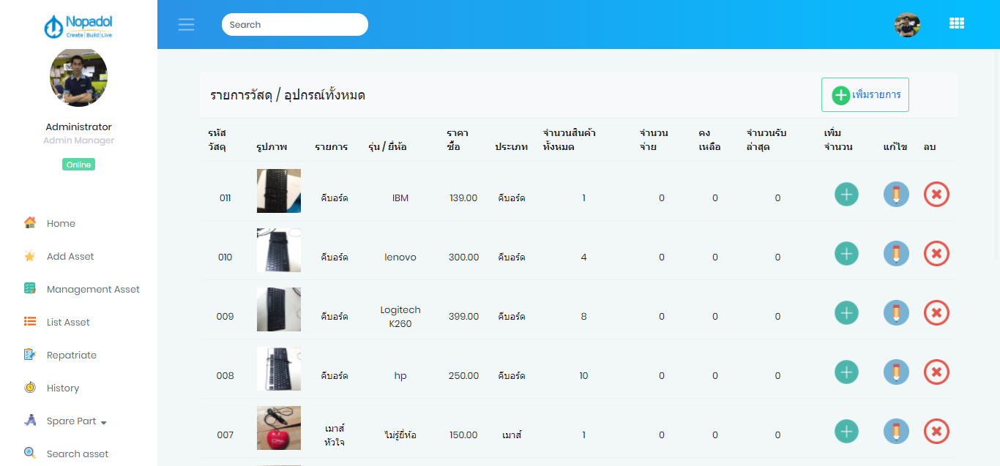 Nopadol
Create|Build|Live
Search
Administrator
Admin Manager
Online
Home
Add Asset
Management Asset
List Asset
Repatriate
History
Spare Part
Search asset
รายการวัสดุ / อุปกรณ์ทั้งหมด
เพิ่มรายการ
รหัสวัสดุ รูปภาพ รายการ รุ่น / ยี่ห้อ ราคาซื้อ ประเภท จำนวนสินค้าทั้งหมด จำนวนจ่าย คงเหลือ จำนวนรับล่าสุด เพิ่มจำนวน แก้ไข ลบ
011 คีบอร์ด IBM 139.00 คีบอร์ด 1 0 0 0
010 คีบอร์ด lenovo 300.00 คีบอร์ด 4 0 0 0
009 คีบอร์ด Logitech K260 399.00 คีบอร์ด 8 0 0 0
008 คีบอร์ด hp 250.00 คีบอร์ด 10 0 0 0
007 เมาส์หัวใจ ไม่รู้ยี่ห้อ 150.00 เมาส์ 1 0 0 0